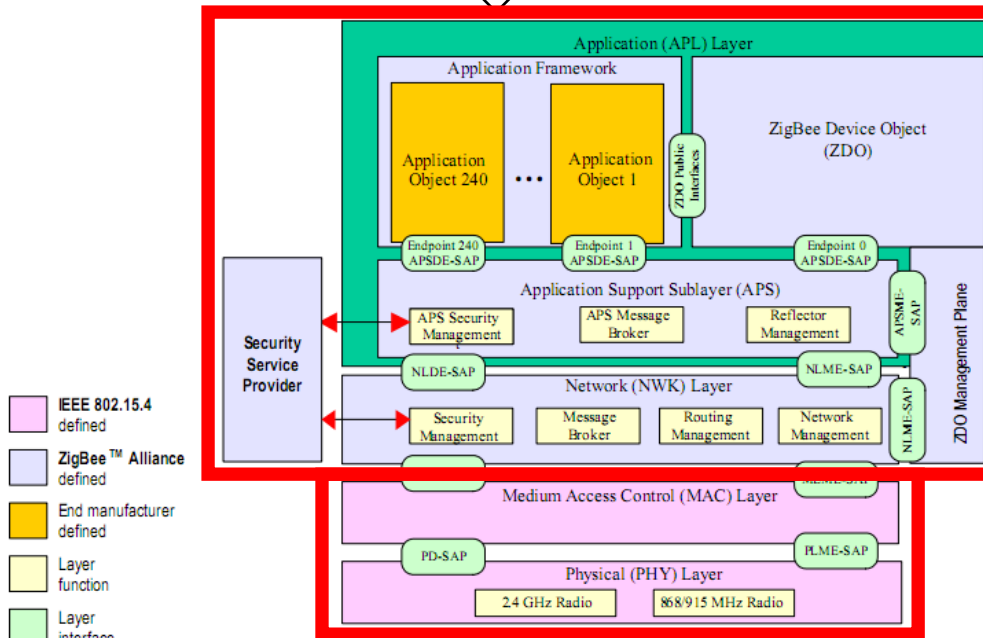 Application (APL) Layer
Application Framework
ZigBee Device Object
(ZDO)
Application
Object 240
...
Application
Object 1
ZDO Public
Interfaces
Endpoint 240
APSDE-SAP
Endpoint 1
APSDE-SAP
Endpoint 0
APSDE-SAP
Application Support Sublayer (APS)
APS Security
Management
APS Message
Broker
Reflector
Management
APSME-
SAP
Security
Service
Provider
NLDE-SAP
NLME-SAP
Network (NWK) Layer
Security
Management
Message
Broker
Routing
Management
Network
Management
NLME-SAP
ZDO Management Plane
Medium Access Control (MAC) Layer
PD-SAP
PLME-SAP
Physical (PHY) Layer
2.4 GHz Radio
868/915 MHz Radio
IEEE 802.15.4
defined
ZigBee™ Alliance
defined
End manufacturer
defined
Layer
function
Layer
interface